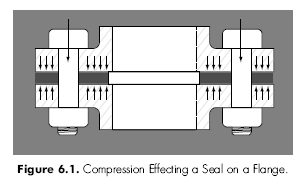 Figure 6.1. Compression Effecting a Seal on a Flange.